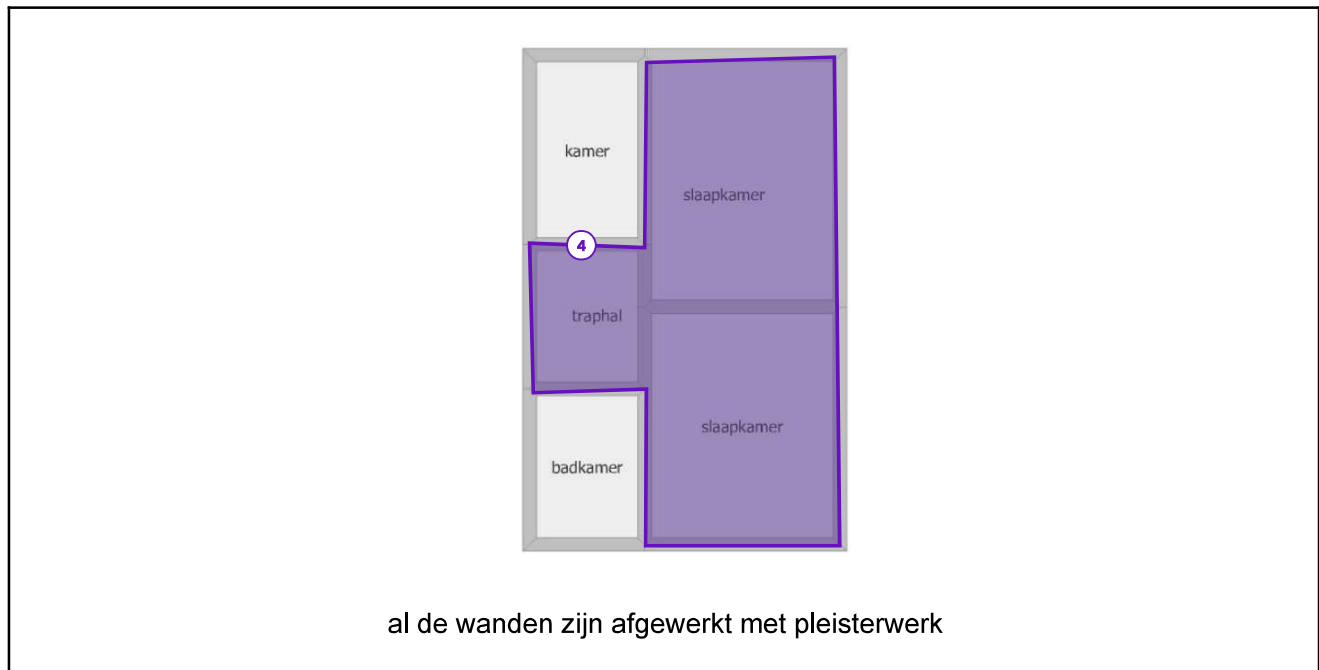 kamer
slaapkamer
4
traphal
slaapkamer
badkamer
al de wanden zijn afgewerkt met pleisterwerk